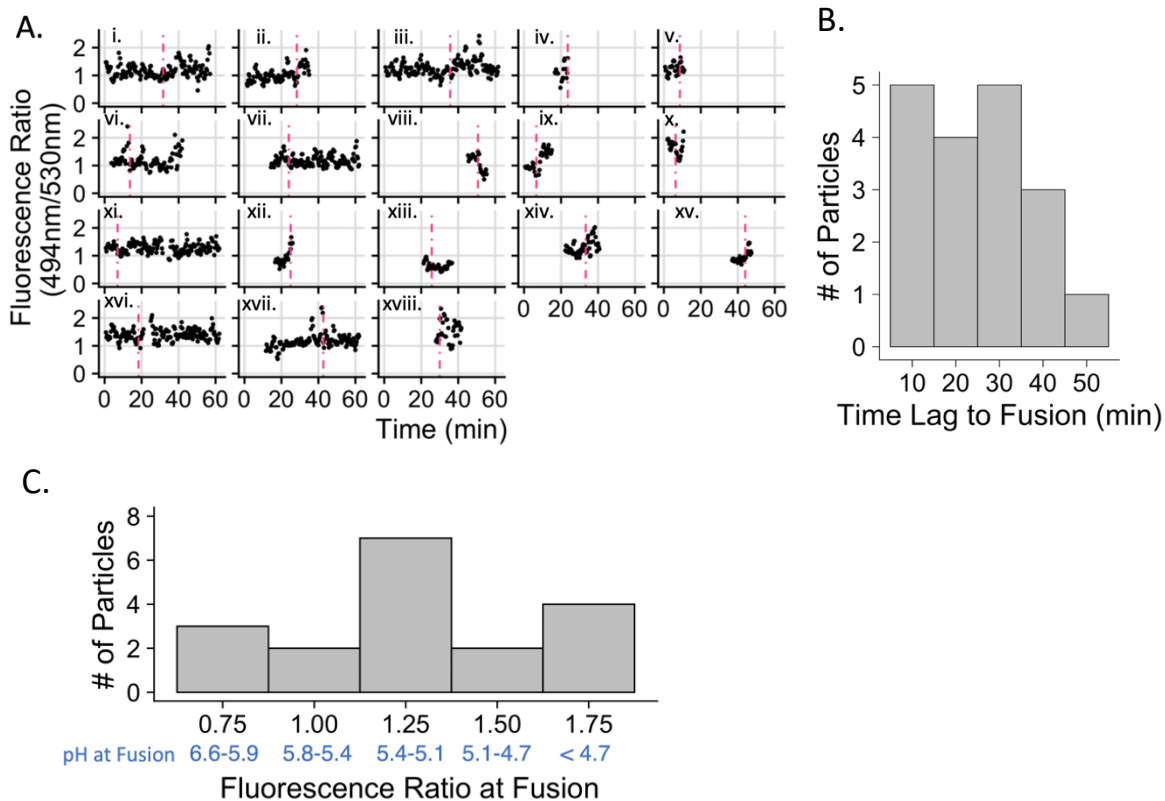 A.
Fluorescence Ratio
(494nm/530nm)
i. ii. iii. iv. v.
2
1
0
vi. vii. viii. ix. x.
2
1
0
xi. xii. xiii. xiv. xv.
2
1
0
0 20 40 60 0 20 40 60
xvi. xvii. xviii.
2
1
0
0 20 40 60 0 20 40 60 0 20 40 60
Time (min)
B.
# of Particles
5
4
3
2
1
0
10 20 30 40 50
Time Lag to Fusion (min)
C.
# of Particles
8
6
4
2
0
0.75 1.00 1.25 1.50 1.75
pH at Fusion 6.6-5.9 5.8-5.4 5.4-5.1 5.1-4.7 < 4.7
Fluorescence Ratio at Fusion